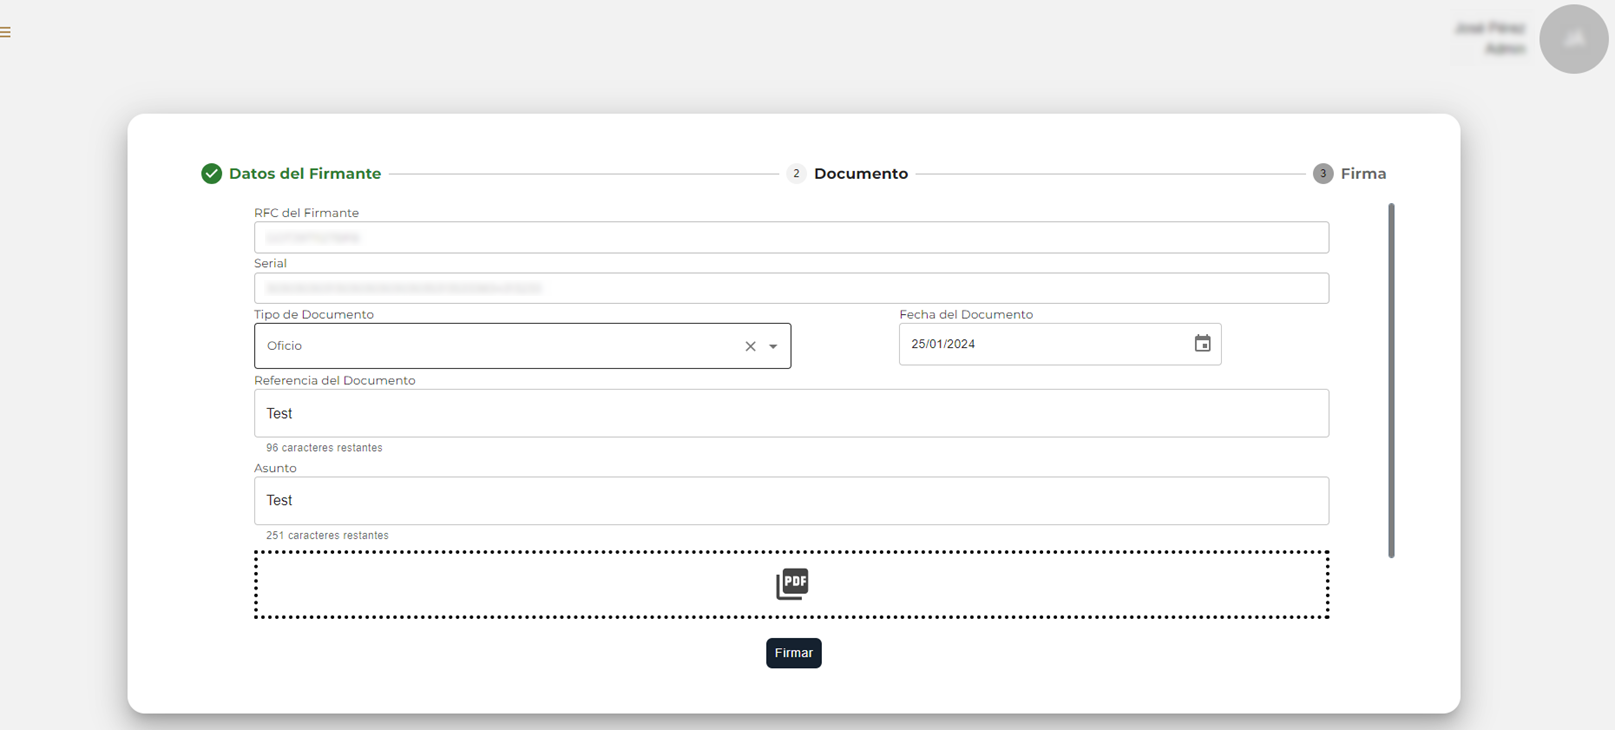 Datos del Firmante
2 Documento
3 Firma
RFC del Firmante
Serial
Tipo de Documento
Fecha del Documento
Oficio
25/01/2024
Referencia del Documento
Test
96 caracteres restantes
Asunto
Test
251 caracteres restantes
PDF
Firmar